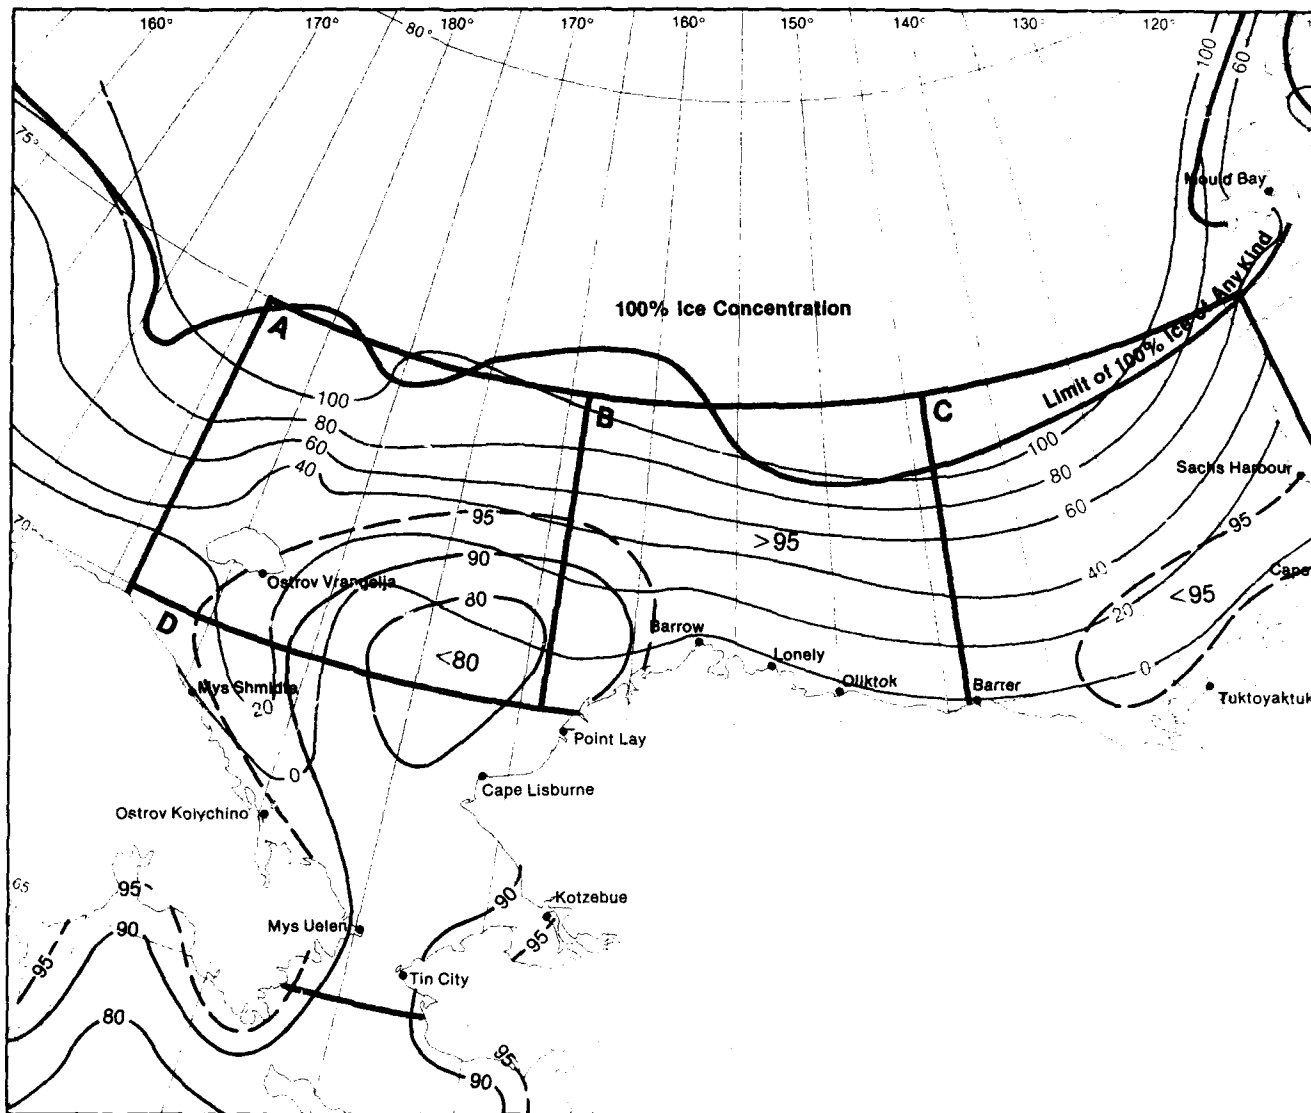 160° 170° 180° 170° 160° 150° 140° 130° 120°
80°
100
60
75°
Mould Bay
100% Ice Concentration
Limit of 100% Ice of Any Kind
A
B
C
100
100
80
80
60
60
40
Sachs Harbour
95
95
70
>95
90
40
Cape
Ostrov Vrangelja
<95
80
20
D
Barrow
<80
Lonely
0
Mys Shmidta
Oliktok
Barter
Tuktoyaktuk
20
Point Lay
0
Cape Lisburne
Ostrov Kolychino
65
95
90
Kotzebue
90
Mys Uelen
95
95
Tin City
80
95
90